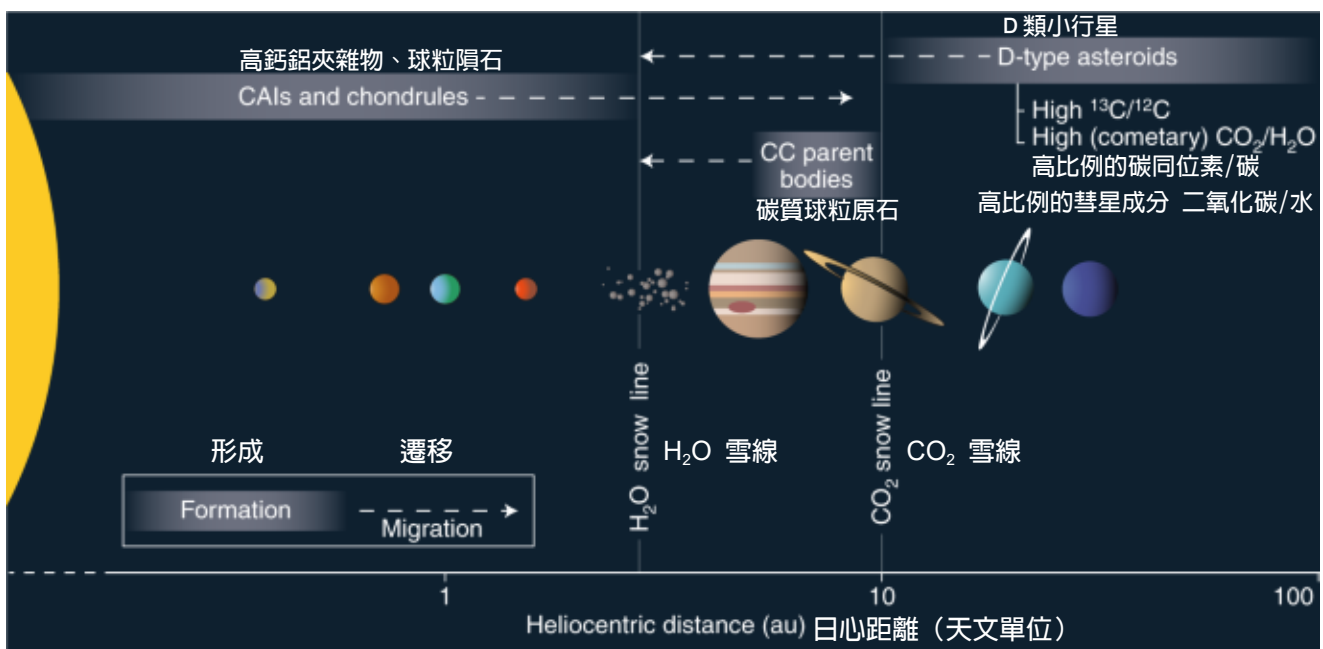 D 類小行星
高鈣鋁夾雜物、球粒隕石
D-type asteroids
CAIs and chondrules
High ¹³C/¹²C
High (cometary) CO₂/H₂O
CC parent
bodies
高比例的碳同位素/碳
碳質球粒原石
高比例的彗星成分 二氧化碳/水
形成
遷移
H₂O snow line
H₂O 雪線
CO₂ snow line
CO₂ 雪線
Formation
Migration
1
10
100
Heliocentric distance (au) 日心距離（天文單位）